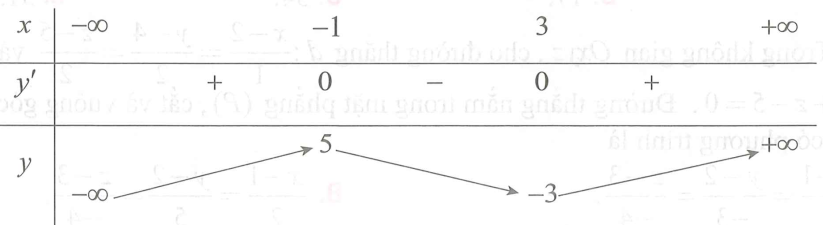 x −∞ −1 3 +∞
y′ + 0 − 0 +
y −∞ 5 −3 +∞